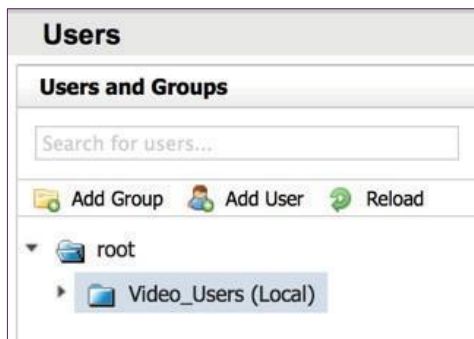 Users
Users and Groups
Search for users...
Add Group Add User Reload
root
Video_Users (Local)